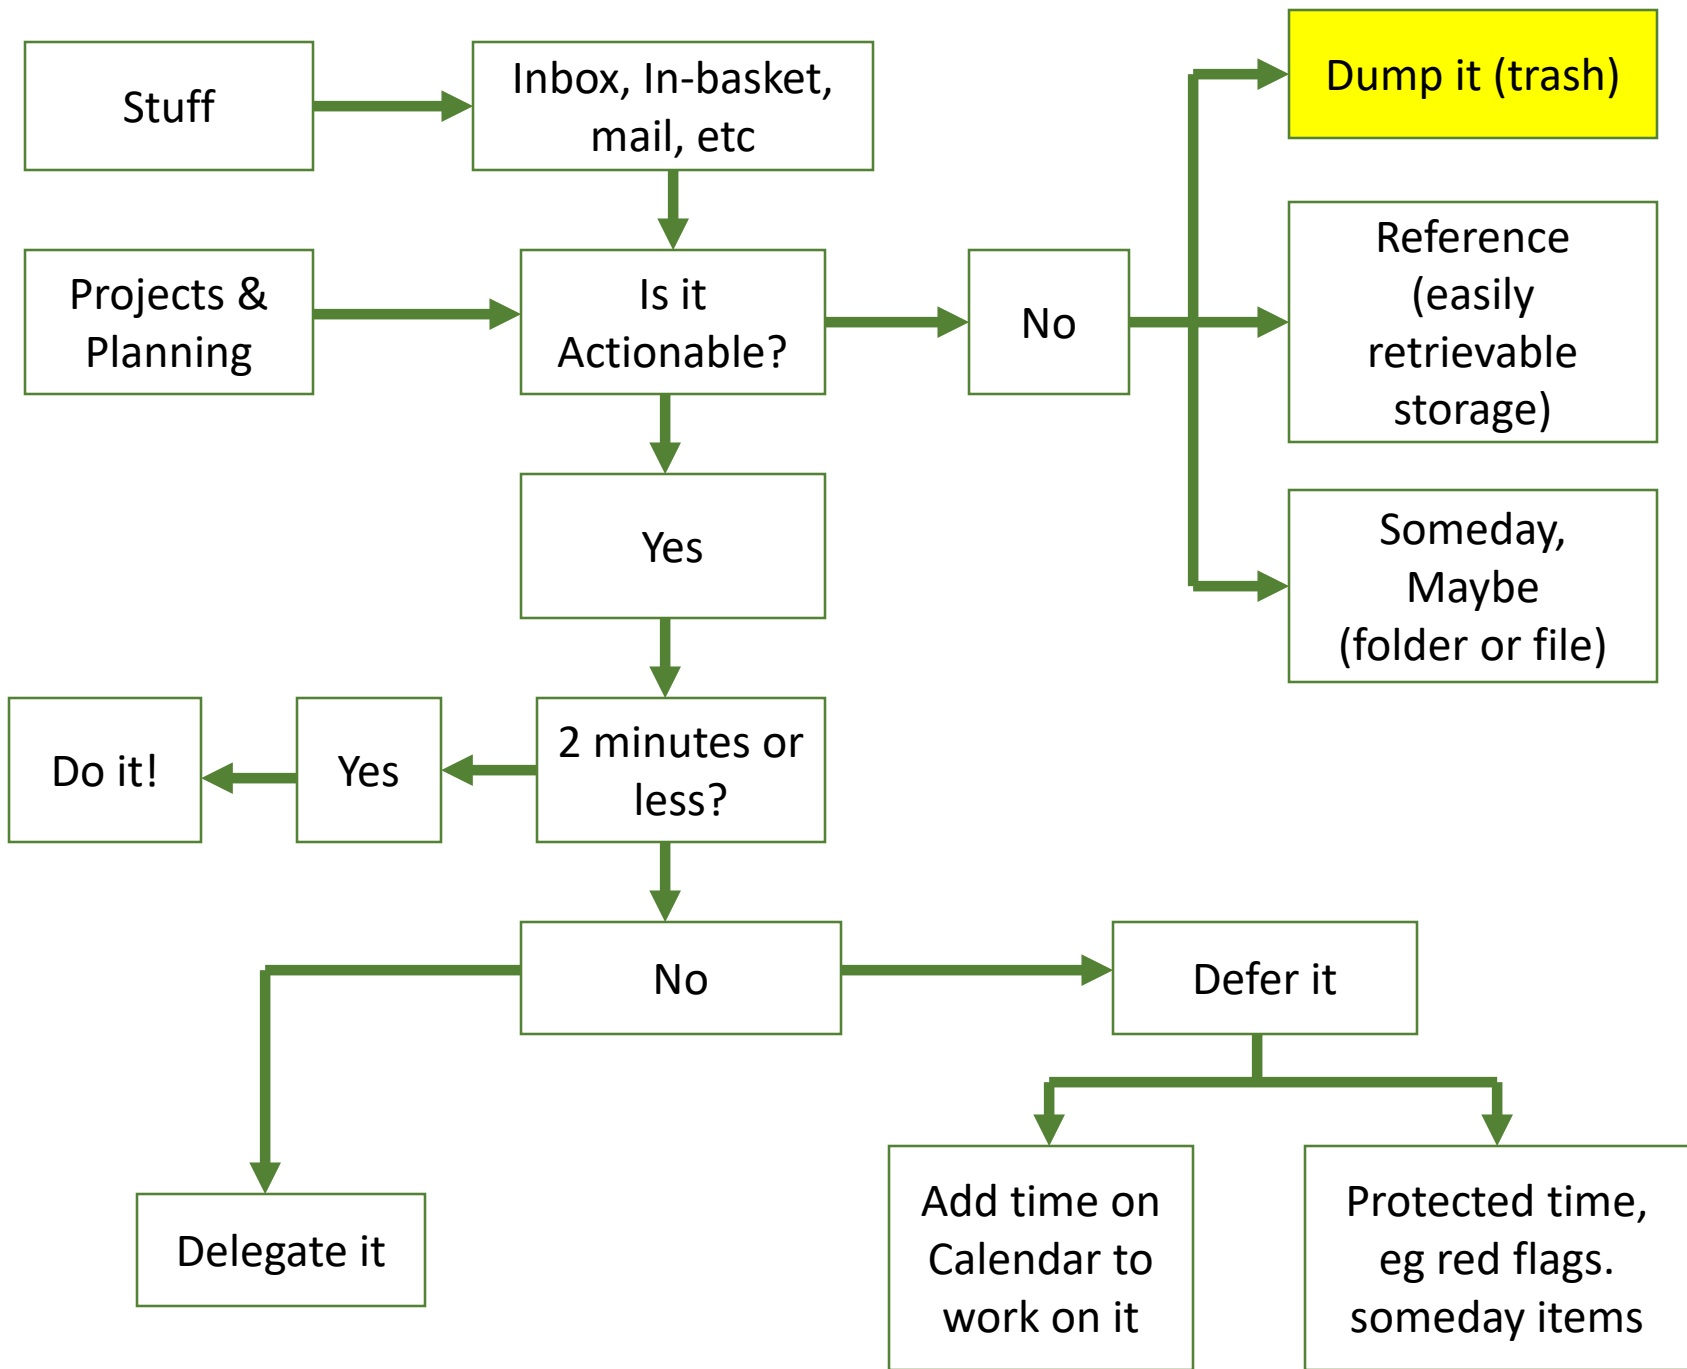 Stuff
Inbox, In-basket,
mail, etc
Dump it (trash)
Projects &
Planning
Is it
Actionable?
No
Reference
(easily
retrievable
storage)
Yes
Someday,
Maybe
(folder or file)
Do it!
Yes
2 minutes or
less?
No
Defer it
Delegate it
Add time on
Calendar to
work on it
Protected time,
eg red flags.
someday items